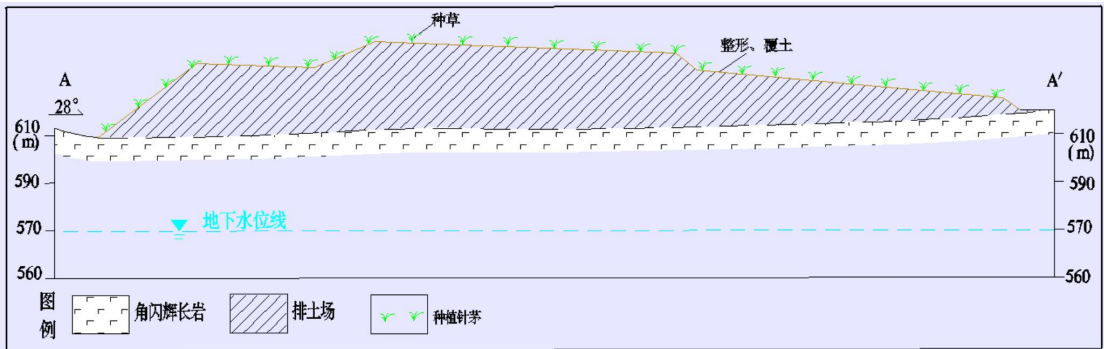 种草
整形、覆土
A
A′
28°
610
(m)
610
(m)
590
590
地下水位线
570
570
560
560
图例
角闪辉长岩
排土场
种植针茅